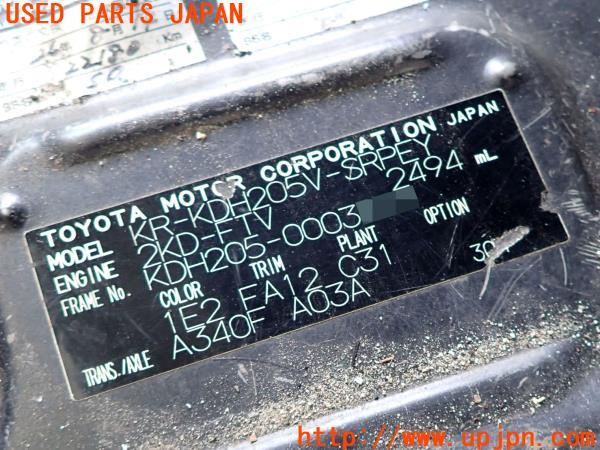 USED PARTS JAPAN
TOYOTA MOTOR CORPORATION JAPAN
MODEL KR-KDH205V-SRPEY
ENGINE 2KD-FTV 2494 mL
FRAME No. KDH205-0003
COLOR TRIM PLANT OPTION
1E2 FA12 C31
TRANS./AXLE A340F A03A
http://www.upjpn.com